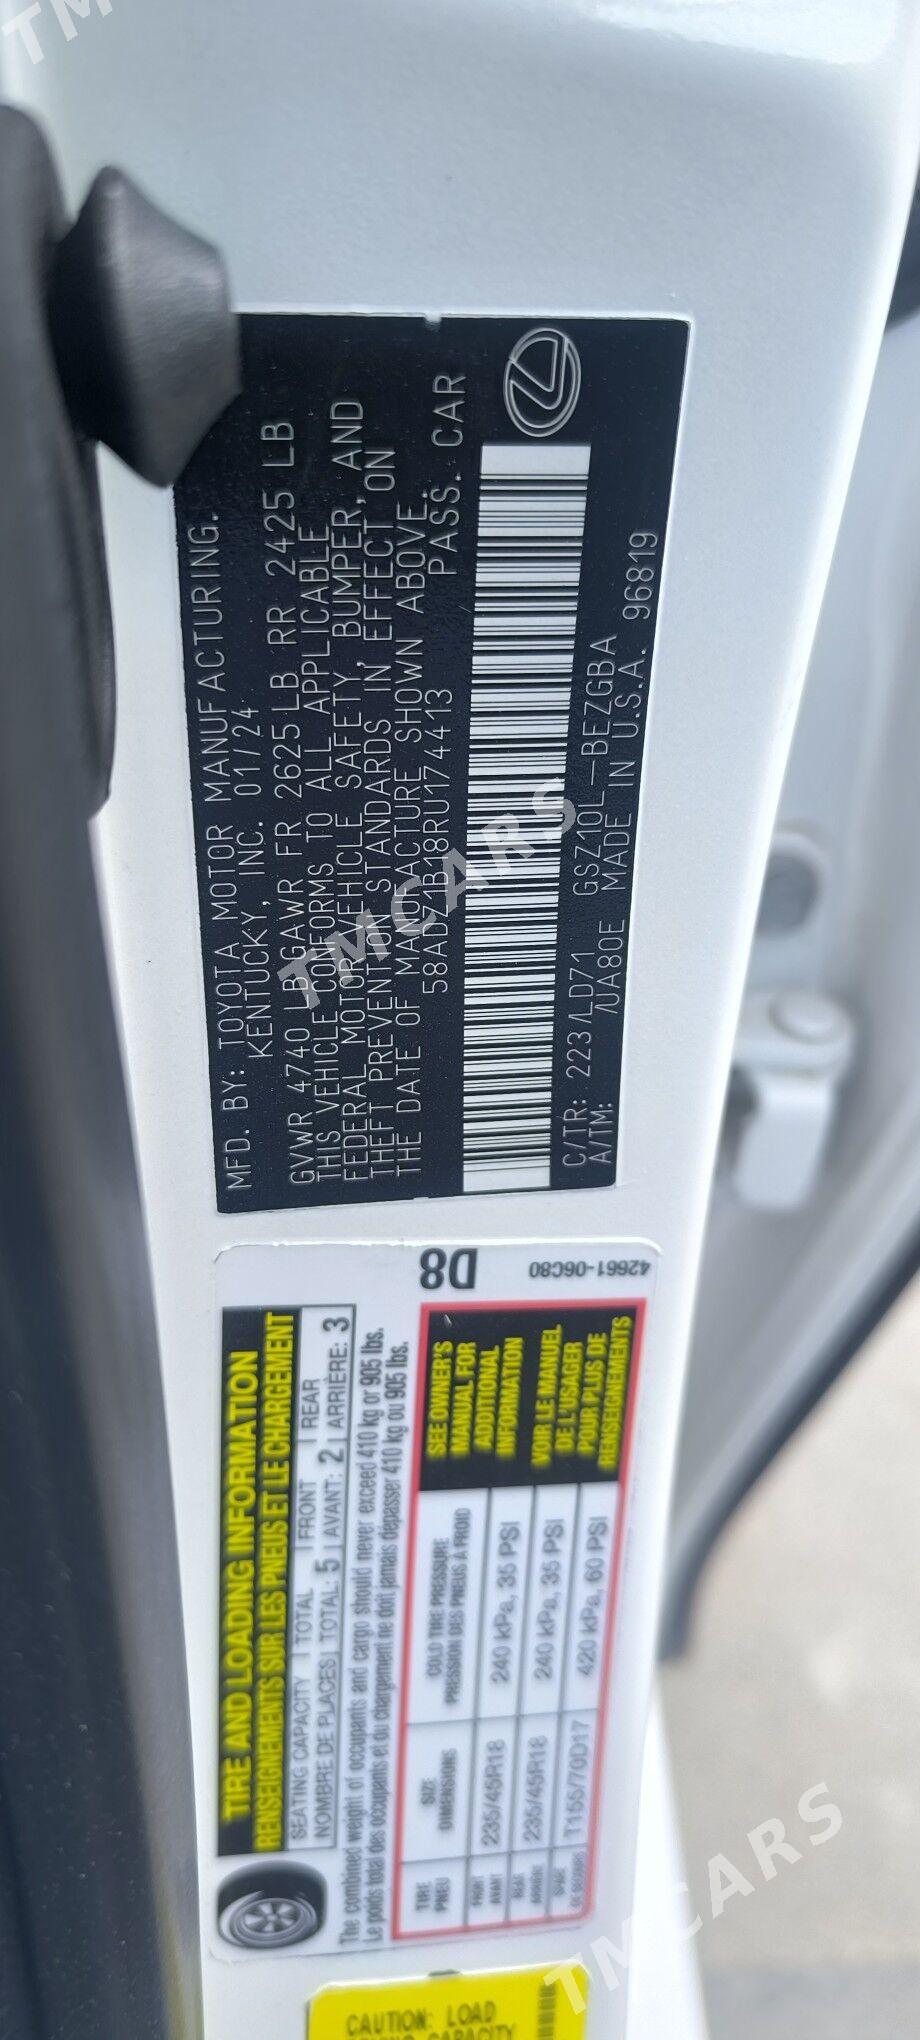 MFD. BY: TOYOTA MOTOR MANUFACTURING.
KENTUCKY, INC. 01/24
GVWR 4740 LB GAWR FR 2625 LB RR 2425 LB
THIS VEHICLE CONFORMS TO ALL APPLICABLE
FEDERAL MOTOR VEHICLE SAFETY, BUMPER, AND
THEFT PREVENTION STANDARDS IN EFFECT ON
THE DATE OF MANUFACTURE SHOWN ABOVE.
58ADZ1B18RU174413 PASS. CAR
C/TR: 223/LD71 GSZ10L-BEZGBA
A/TM: /UA80E MADE IN U.S.A. 96819
D8
42661-06C80
TIRE AND LOADING INFORMATION
RENSEIGNEMENTS SUR LES PNEUS ET LE CHARGEMENT
SEATING CAPACITY TOTAL FRONT REAR
NOMBRE DE PLACES TOTAL: 5 AVANT: 2 ARRIÈRE: 3
The combined weight of occupants and cargo should never exceed 410 kg or 905 lbs.
Le poids total des occupants et du chargement ne doit jamais dépasser 410 kg ou 905 lbs.
TIRE SIZE COLD TIRE PRESSURE
PNEU DIMENSIONS PRESSION DES PNEUS À FROID
FRONT
AVANT 235/45R18 240 kPa, 35 PSI
REAR
ARRIÈRE 235/45R18 240 kPa, 35 PSI
SPARE
DE SECOURS T155/70D17 420 kPa, 60 PSI
SEE OWNER'S
MANUAL FOR
ADDITIONAL
INFORMATION
VOIR LE MANUEL
DE L'USAGER
POUR PLUS DE
RENSEIGNEMENTS
CAUTION: LOAD
CAPACITY
TMCARS
TMCARS